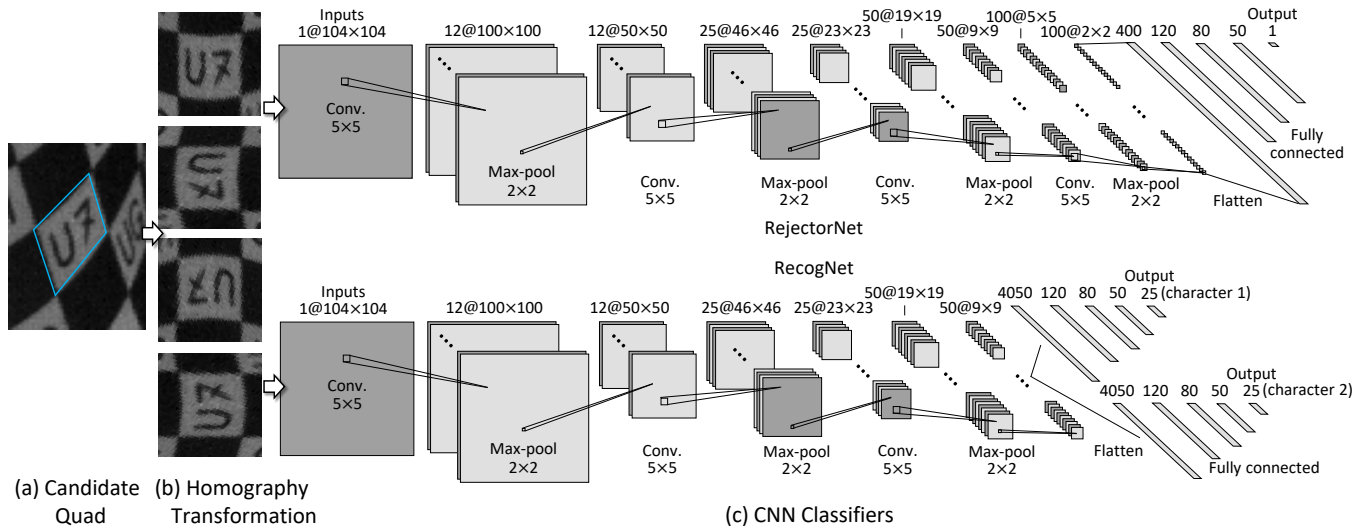 Inputs
1@104×104
12@100×100
12@50×50
25@46×46
25@23×23
50@19×19
50@9×9
100@5×5
100@2×2
400
120
80
50
Output
1
Conv.
5×5
Max-pool
2×2
Conv.
5×5
Max-pool
2×2
Conv.
5×5
Max-pool
2×2
Conv.
5×5
Max-pool
2×2
Flatten
Fully
connected
RejectorNet
RecogNet
Inputs
1@104×104
12@100×100
12@50×50
25@46×46
25@23×23
50@19×19
50@9×9
4050
120
80
50
Output
25 (character 1)
4050
120
80
50
Output
25 (character 2)
Conv.
5×5
Max-pool
2×2
Conv.
5×5
Max-pool
2×2
Conv.
5×5
Max-pool
2×2
Flatten
Fully connected
U7
U7
U7
U7
U7
(a) Candidate
Quad
(b) Homography
Transformation
(c) CNN Classifiers